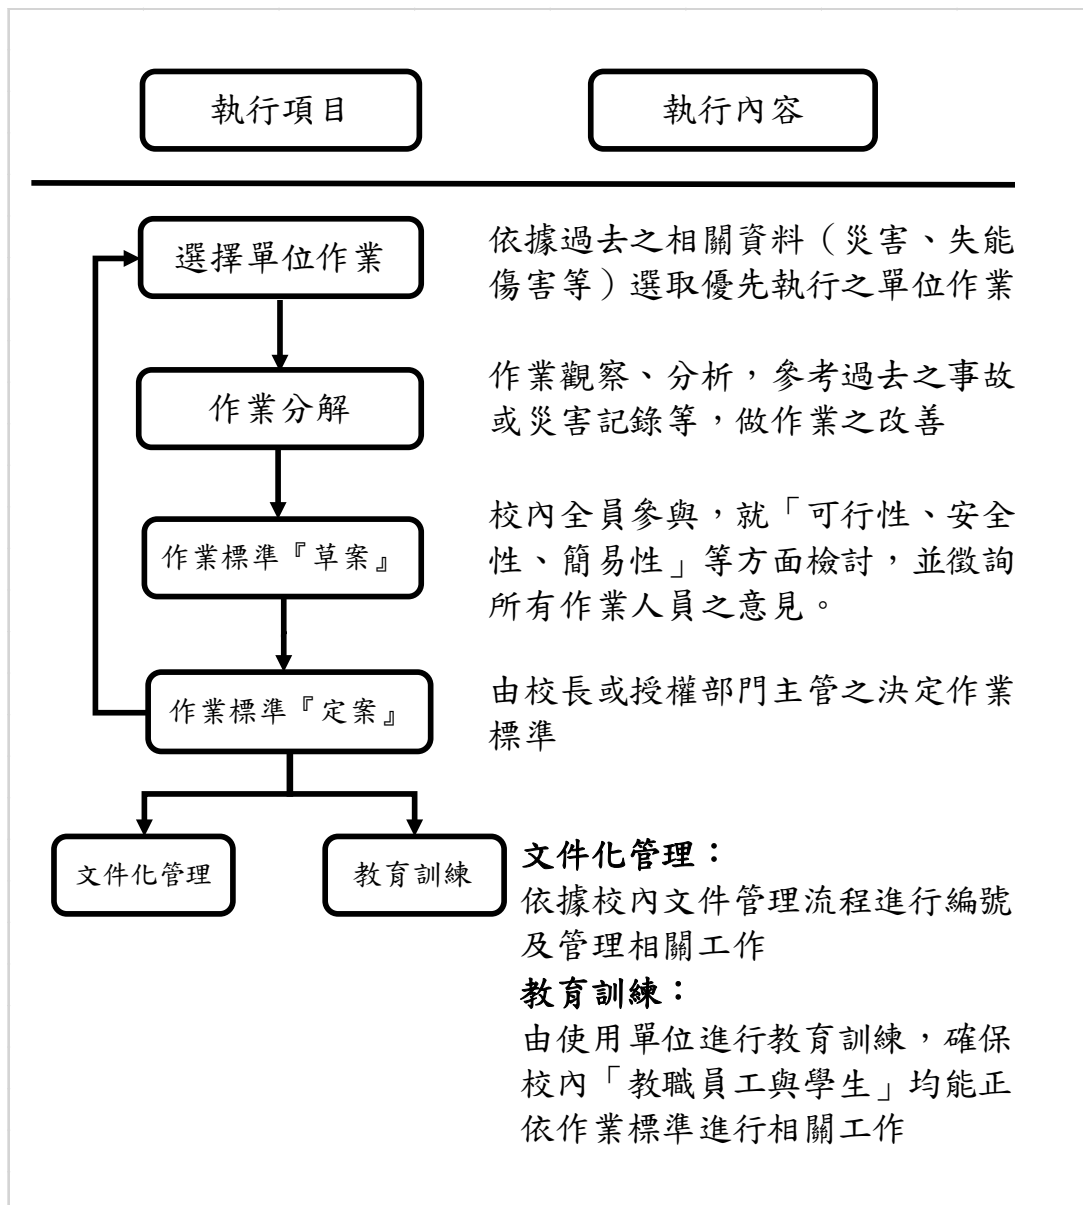 執行項目
執行內容
選擇單位作業
依據過去之相關資料（災害、失能
傷害等）選取優先執行之單位作業
作業分解
作業觀察、分析，參考過去之事故
或災害記錄等，做作業之改善
作業標準『草案』
校內全員參與，就「可行性、安全
性、簡易性」等方面檢討，並徵詢
所有作業人員之意見。
作業標準『定案』
由校長或授權部門主管之決定作業
標準
文件化管理
教育訓練
文件化管理：
依據校內文件管理流程進行編號
及管理相關工作
教育訓練：
由使用單位進行教育訓練，確保
校內「教職員工與學生」均能正
依作業標準進行相關工作